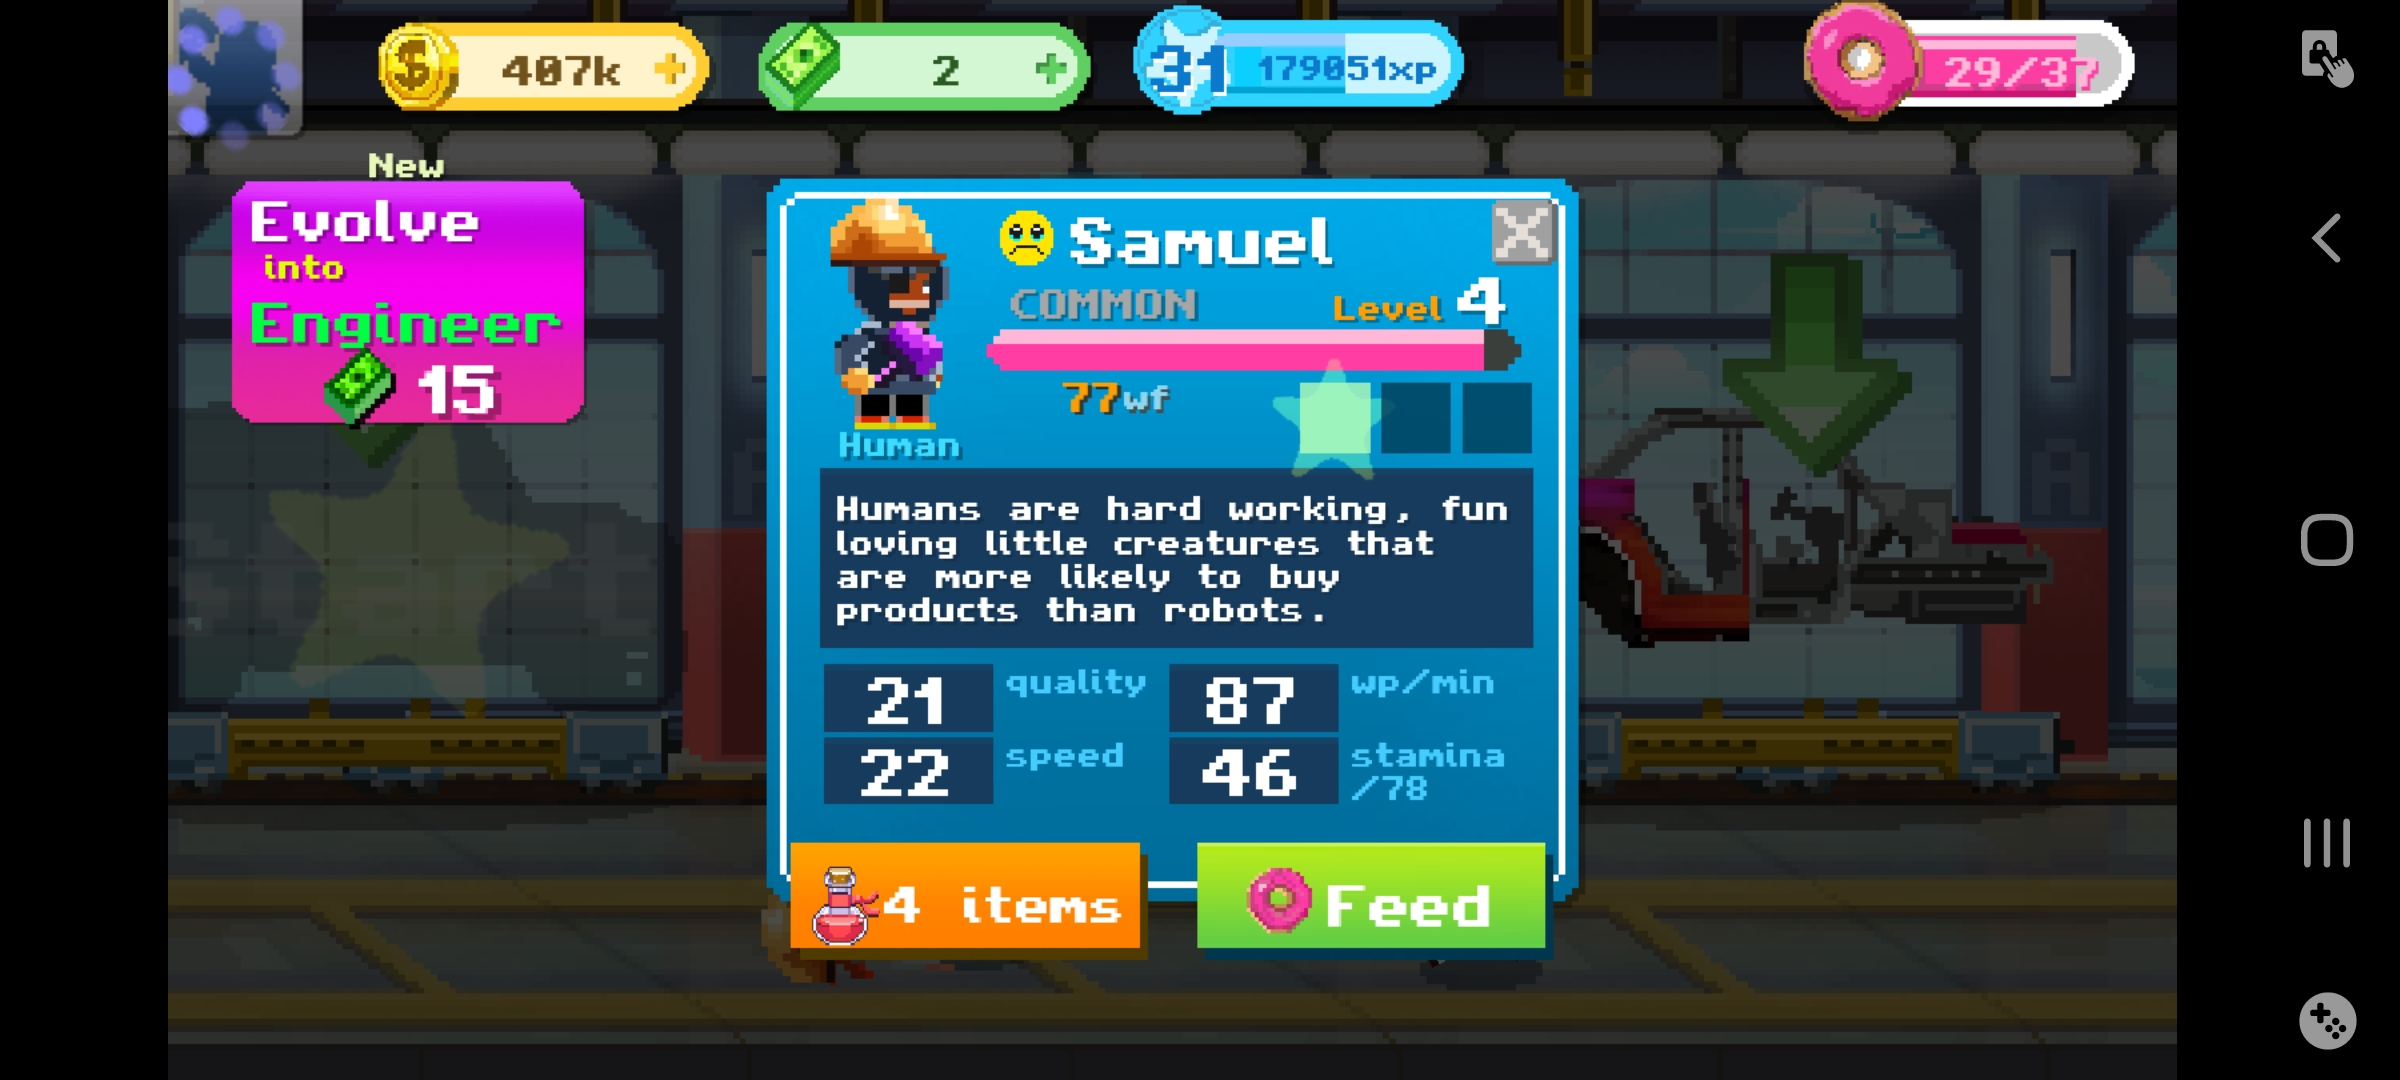 407k
2
31 179051xp
29/37
New
Evolve
into
Engineer
15
Samuel
COMMON Level 4
77wf
Human
Humans are hard working, fun
loving little creatures that
are more likely to buy
products than robots.
21 quality 87 wp/min
22 speed 46 stamina
/78
4 items Feed